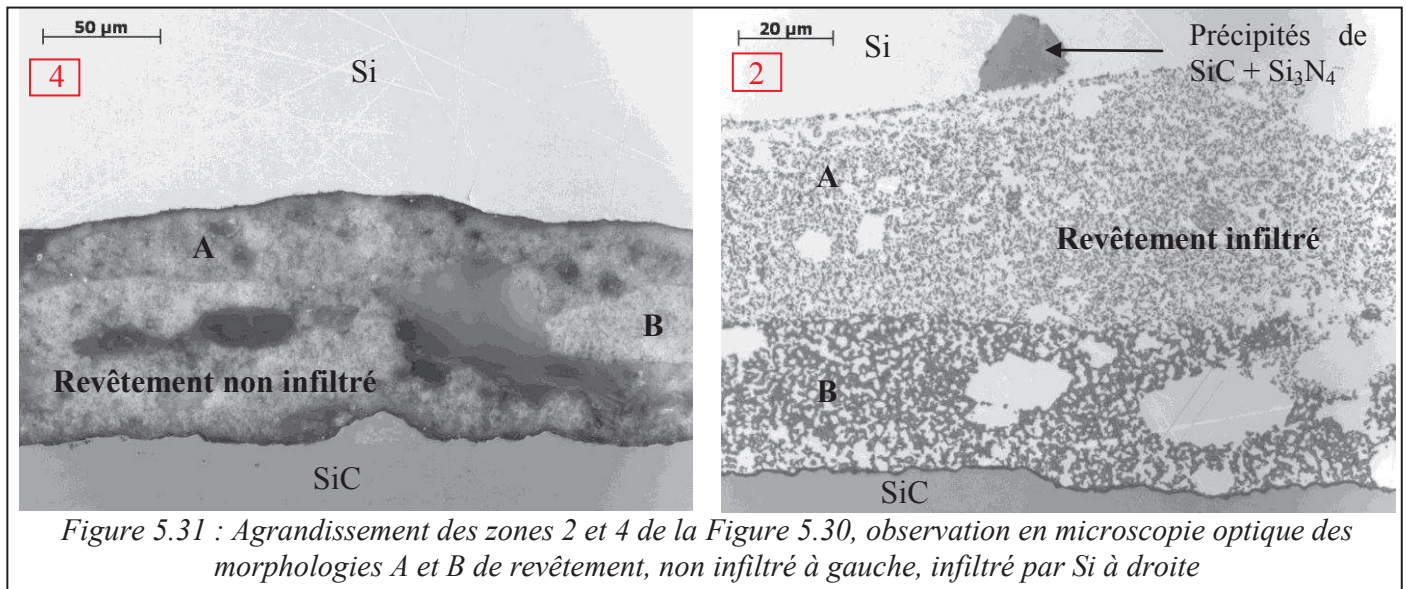 50 µm
4
Si
A
B
Revêtement non infiltré
SiC
20 µm
Si
2
Précipités de
SiC + Si₃N₄
A
Revêtement infiltré
B
SiC
Figure 5.31 : Agrandissement des zones 2 et 4 de la Figure 5.30, observation en microscopie optique des
morphologies A et B de revêtement, non infiltré à gauche, infiltré par Si à droite